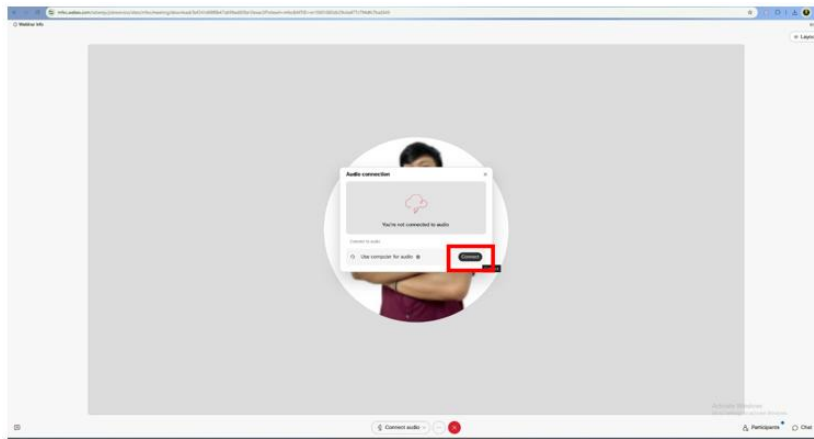 Webinar Info
Layout
Audio connection
You're not connected to audio
Connect to audio
Use computer for audio
Connect
Activate Windows
Connect audio
Participants
Chat